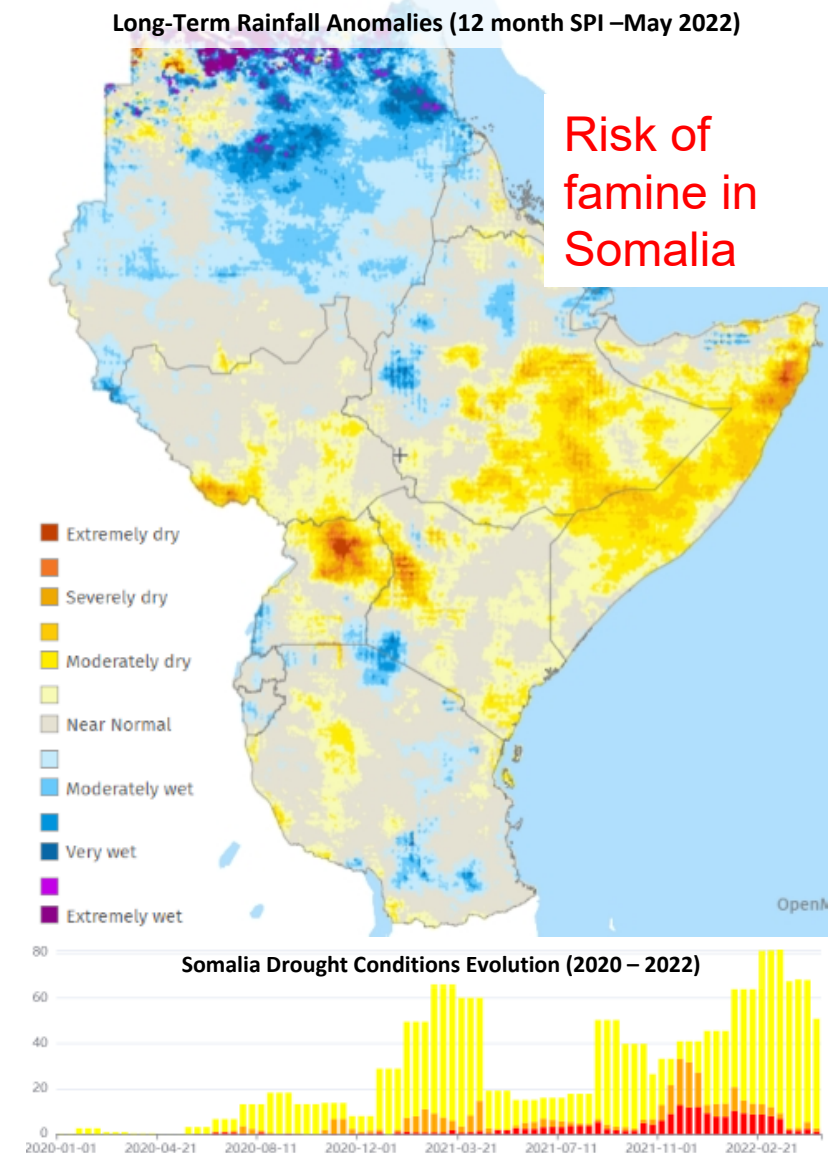 Long-Term Rainfall Anomalies (12 month SPI –May 2022)
Risk of
famine in
Somalia
Extremely dry
Severely dry
Moderately dry
Near Normal
Moderately wet
Very wet
Extremely wet
OpenM
Somalia Drought Conditions Evolution (2020 – 2022)
80
60
40
20
0
2020-01-01 2020-04-21 2020-08-11 2020-12-01 2021-03-21 2021-07-11 2021-11-01 2022-02-21